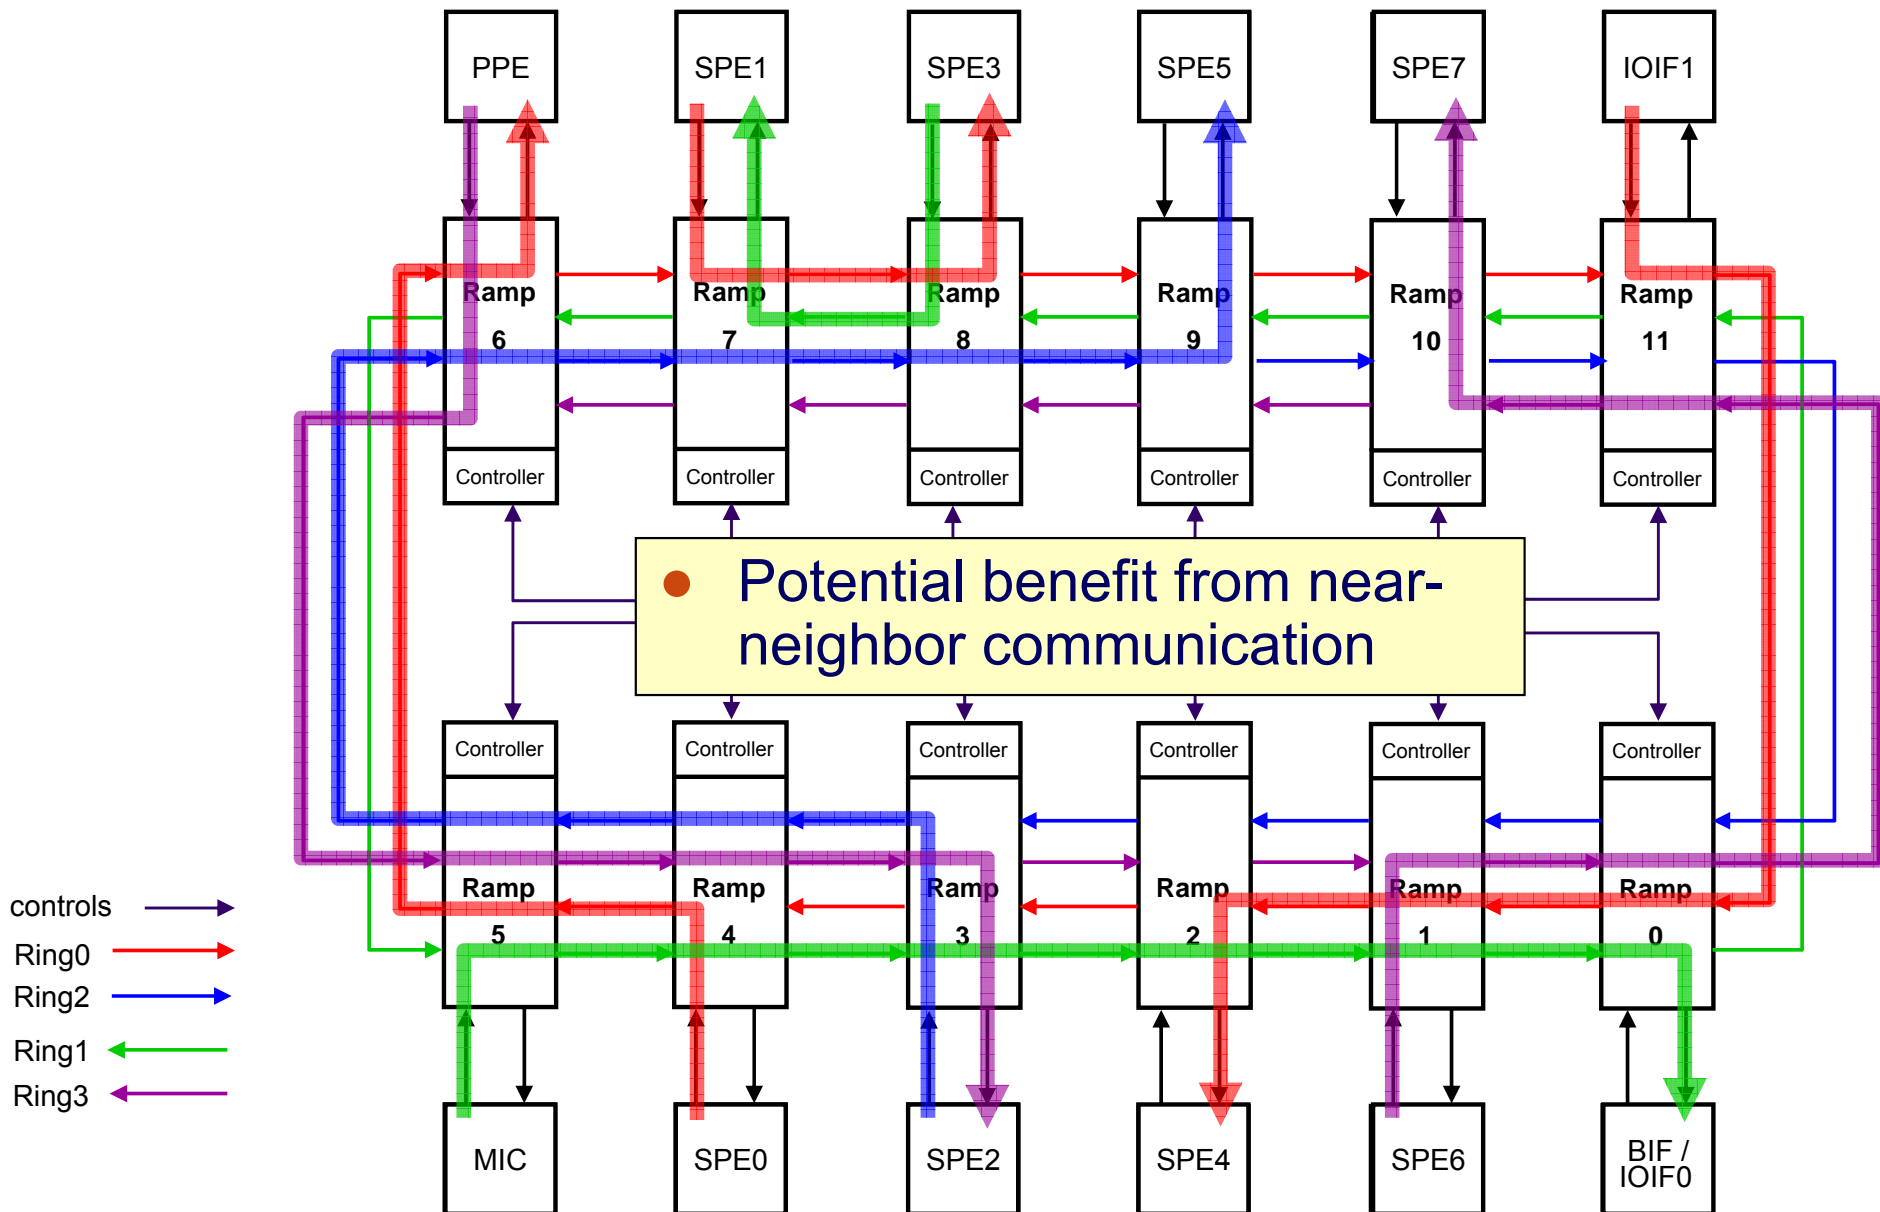 PPE SPE1 SPE3 SPE5 SPE7 IOIF1
Ramp Ramp Ramp Ramp Ramp Ramp
6 7 8 9 10 11
Controller Controller Controller Controller Controller Controller
• Potential benefit from near-
neighbor communication
Controller Controller Controller Controller Controller Controller
Ramp Ramp Ramp Ramp Ramp Ramp
5 4 3 2 1 0
controls
Ring0
Ring2
Ring1
Ring3
MIC SPE0 SPE2 SPE4 SPE6 BIF /
IOIF0